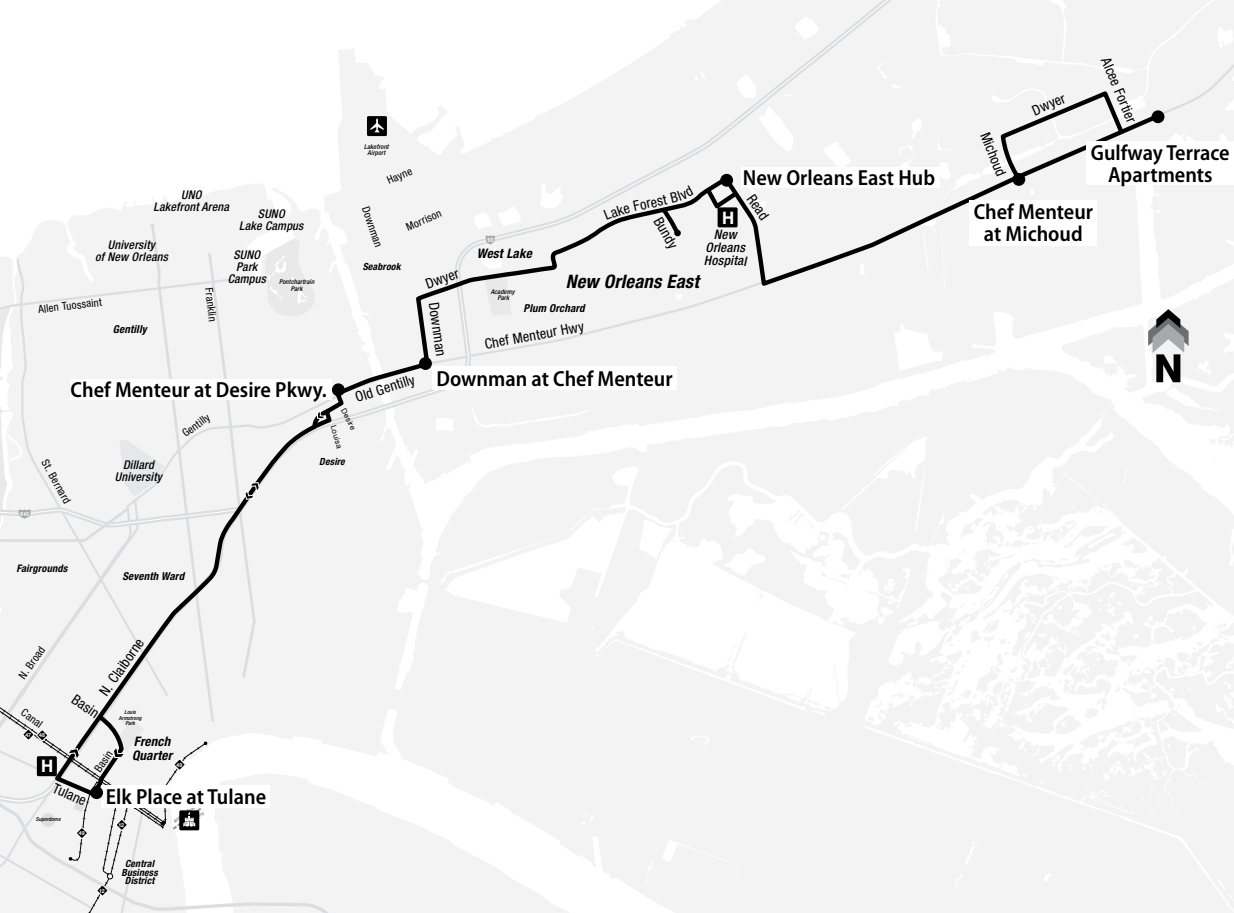 Alcee Fortier
Dwyer
Michoud
Gulfway Terrace
Apartments
Lakefront
Airport
Hayne
New Orleans East Hub
UNO
Lakefront Arena
SUNO
Lake Campus
Downman
Morrison
Lake Forest Blvd
Bundy
Read
H
New
Orleans
Hospital
Chef Menteur
at Michoud
University
of New Orleans
SUNO
Park
Campus
Pontchartrain
Park
Seabrook
West Lake
Dwyer
New Orleans East
Academy
Park
Plum Orchard
Allen Tuossaint
Franklin
Gentilly
Downman
Chef Menteur Hwy
N
Chef Menteur at Desire Pkwy.
Old Gentilly
Downman at Chef Menteur
Gentilly
Desire
Louisa
Desire
St. Bernard
Dillard
University
610
Fairgrounds
Seventh Ward
N. Broad
N. Claiborne
Basin
Canal
Louis
Armstrong
Park
French
Quarter
Basin
H
Tulane
Elk Place at Tulane
Superdome
Central
Business
District